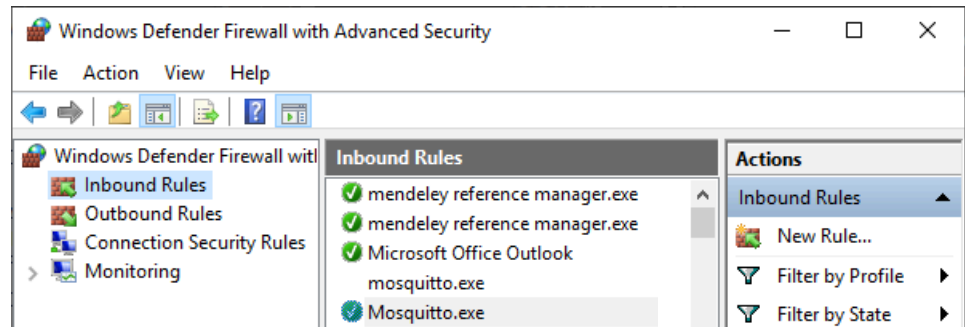 Windows Defender Firewall with Advanced Security
File Action View Help
Windows Defender Firewall witl
Inbound Rules
Outbound Rules
Connection Security Rules
Monitoring
Inbound Rules
mendeley reference manager.exe
mendeley reference manager.exe
Microsoft Office Outlook
mosquitto.exe
Mosquitto.exe
Actions
Inbound Rules
New Rule...
Filter by Profile
Filter by State